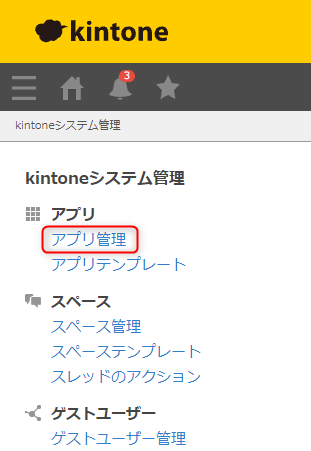 kintone
3
kintoneシステム管理
kintoneシステム管理
アプリ
アプリ管理
アプリテンプレート
スペース
スペース管理
スペーステンプレート
スレッドのアクション
ゲストユーザー
ゲストユーザー管理